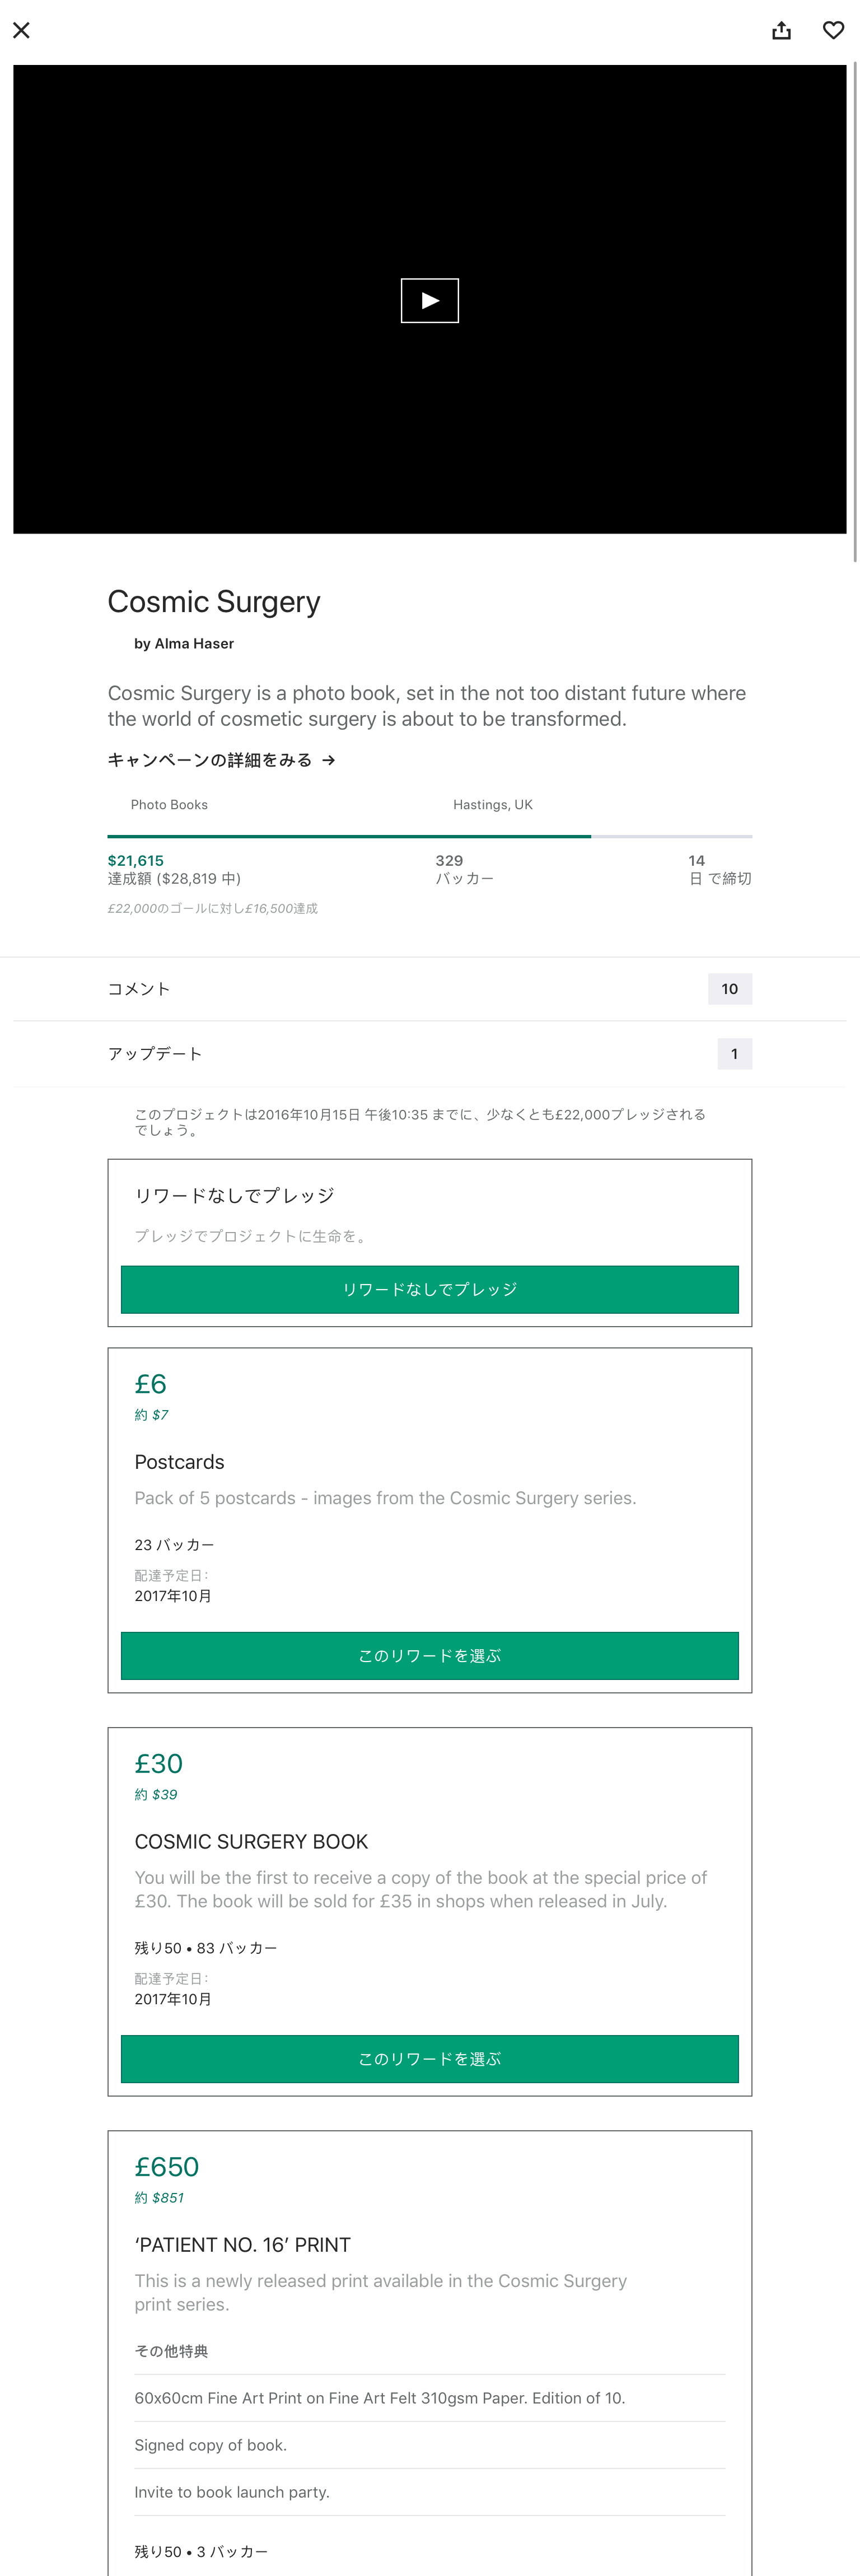 Cosmic Surgery
by Alma Haser
Cosmic Surgery is a photo book, set in the not too distant future where
the world of cosmetic surgery is about to be transformed.
キャンペーンの詳細をみる →
Photo Books
Hastings, UK
$21,615
達成額 ($28,819 中)
329
バッカー
14
日 で締切
£22,000のゴールに対し£16,500達成
コメント
10
アップデート
1
このプロジェクトは2016年10月15日 午後10:35 までに、少なくとも£22,000プレッジされる
でしょう。
リワードなしでプレッジ
プレッジでプロジェクトに生命を。
リワードなしでプレッジ
£6
約 $7
Postcards
Pack of 5 postcards - images from the Cosmic Surgery series.
23 バッカー
配達予定日:
2017年10月
このリワードを選ぶ
£30
約 $39
COSMIC SURGERY BOOK
You will be the first to receive a copy of the book at the special price of
£30. The book will be sold for £35 in shops when released in July.
残り50 • 83 バッカー
配達予定日:
2017年10月
このリワードを選ぶ
£650
約 $851
‘PATIENT NO. 16’ PRINT
This is a newly released print available in the Cosmic Surgery
print series.
その他特典
60x60cm Fine Art Print on Fine Art Felt 310gsm Paper. Edition of 10.
Signed copy of book.
Invite to book launch party.
残り50 • 3 バッカー